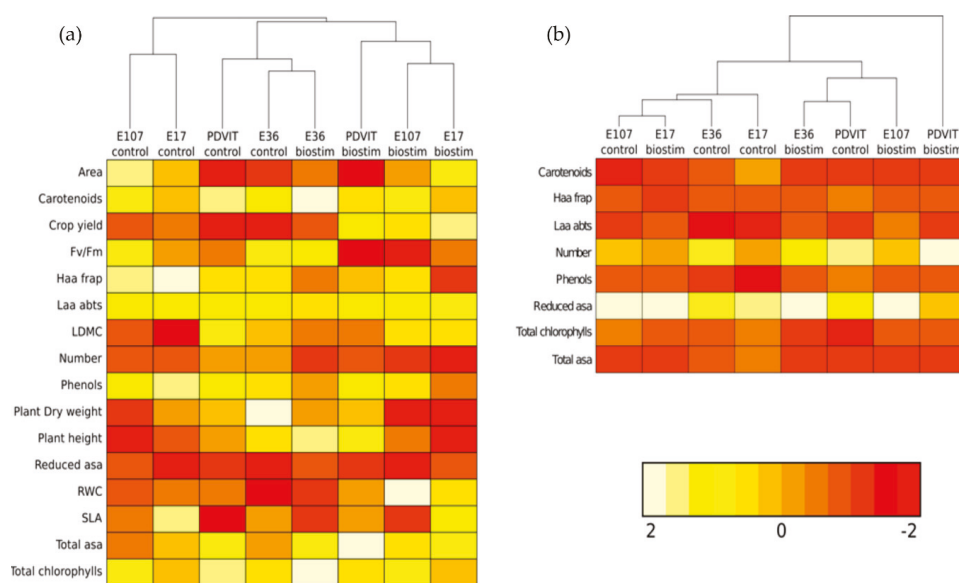 (a)
E107 E17 PDVIT E36 E36 PDVIT E107 E17
control control control control biostim biostim biostim biostim
Area
Carotenoids
Crop yield
Fv/Fm
Haa frap
Laa abts
LDMC
Number
Phenols
Plant Dry weight
Plant height
Reduced asa
RWC
SLA
Total asa
Total chlorophylls
(b)
E107 E17 E36 E17 E36 PDVIT E107 PDVIT
control biostim control control biostim control biostim biostim
Carotenoids
Haa frap
Laa abts
Number
Phenols
Reduced asa
Total chlorophylls
Total asa
2 0 -2